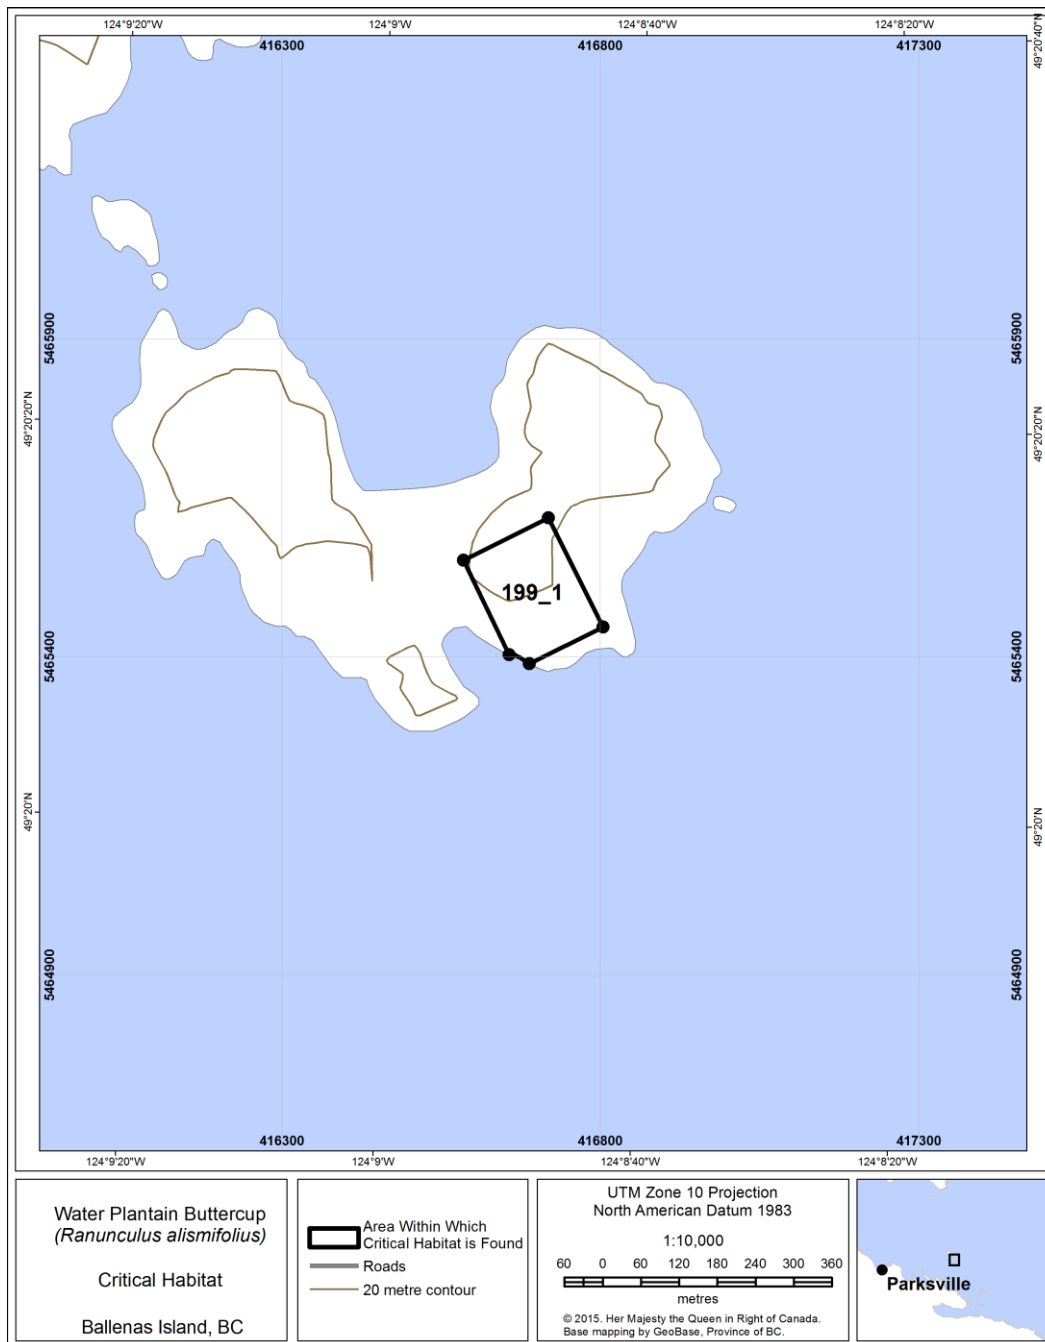 124°9'20"W 124°9'W 124°8'40"W 124°8'20"W
416300 416800 417300
49°20'40"N
5465900 5465900
49°20'20"N 49°20'20"N
199_1
5465400 5465400
49°20'N 49°20'N
5464900 5464900
416300 416800 417300
124°9'20"W 124°9'W 124°8'40"W 124°8'20"W
Water Plantain Buttercup
(Ranunculus alismifolius)
Critical Habitat
Ballenas Island, BC
Area Within Which
Critical Habitat is Found
Roads
20 metre contour
UTM Zone 10 Projection
North American Datum 1983
1:10,000
60 0 60 120 180 240 300 360
metres
© 2015. Her Majesty the Queen in Right of Canada.
Base mapping by GeoBase, Province of BC.
Parksville